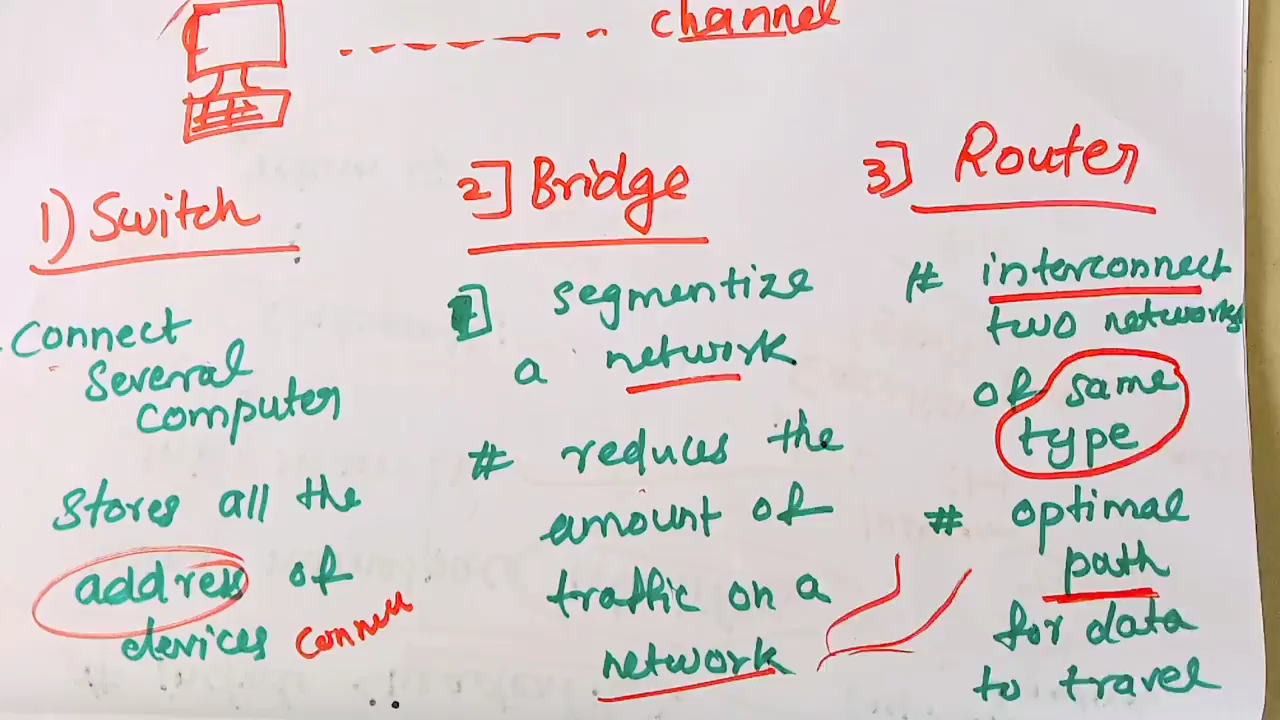 channel
1) Switch
Connect
Several
Computer
Stores all the
address of
devices
2] Bridge
segmentize
a network
# reduces the
amount of
traffic on a
network
3] Router
# interconnect
two networks
of same
type
# optimal
path
for data
to travel